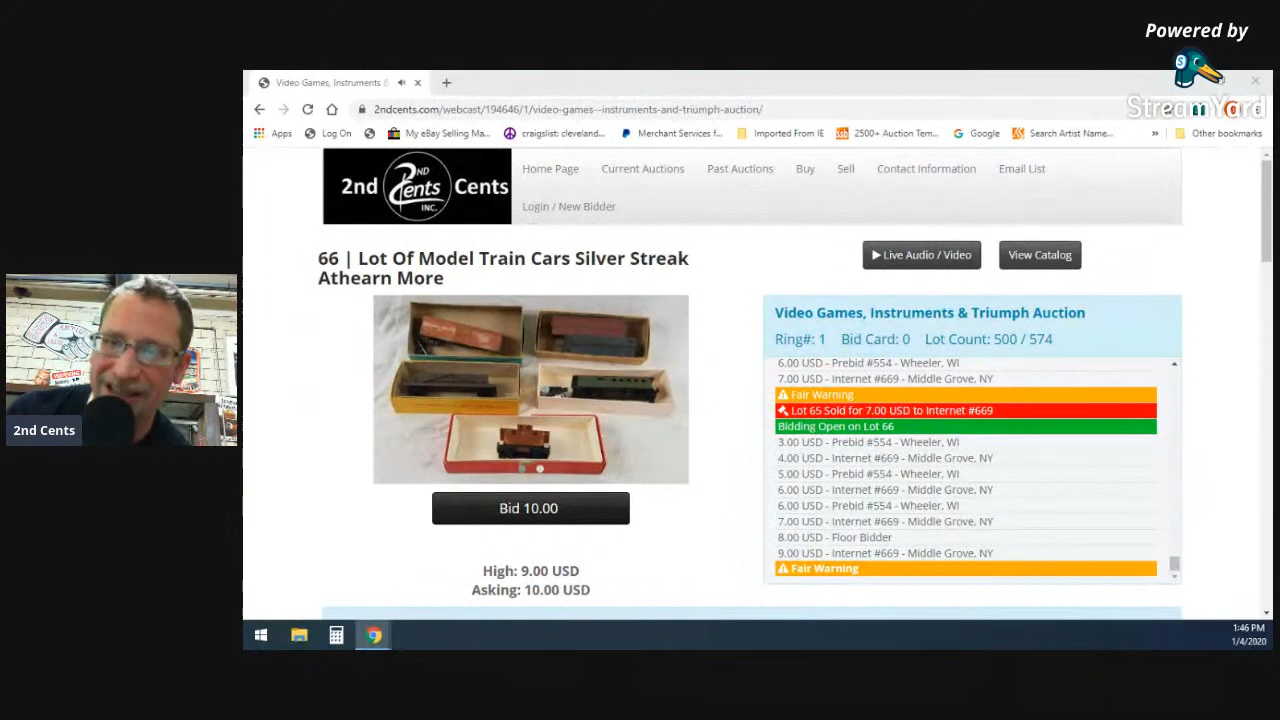 Powered by
StreamYard
Video Games, Instruments &
2ndcents.com/webcast/194646/1/video-games--instruments-and-triumph-auction/
Apps
Log On
My eBay Selling Ma...
craigslist: cleveland...
Merchant Services f...
Imported From IE
2500+ Auction Tem...
Google
Search Artist Name...
»
Other bookmarks
2nd 2ND Cents INC. Cents
Home Page
Current Auctions
Past Auctions
Buy
Sell
Contact Information
Email List
Login / New Bidder
66 | Lot Of Model Train Cars Silver Streak
Athearn More
Live Audio / Video
View Catalog
Video Games, Instruments & Triumph Auction
Ring#: 1 Bid Card: 0 Lot Count: 500 / 574
6.00 USD - Prebid #554 - Wheeler, WI
7.00 USD - Internet #669 - Middle Grove, NY
Fair Warning
Lot 65 Sold for 7.00 USD to Internet #669
Bidding Open on Lot 66
3.00 USD - Prebid #554 - Wheeler, WI
4.00 USD - Internet #669 - Middle Grove, NY
5.00 USD - Prebid #554 - Wheeler, WI
6.00 USD - Internet #669 - Middle Grove, NY
6.00 USD - Prebid #554 - Wheeler, WI
7.00 USD - Internet #669 - Middle Grove, NY
8.00 USD - Floor Bidder
9.00 USD - Internet #669 - Middle Grove, NY
Fair Warning
Bid 10.00
High: 9.00 USD
Asking: 10.00 USD
2nd Cents
1:46 PM
1/4/2020